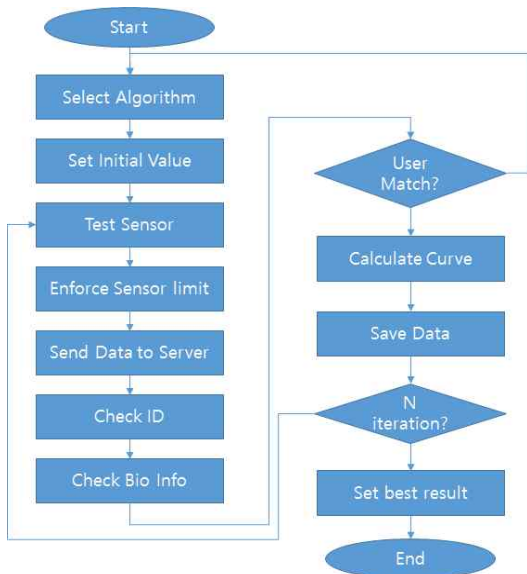 Start
Select Algorithm
Set Initial Value
Test Sensor
Enforce Sensor limit
Send Data to Server
Check ID
Check Bio Info
User
Match?
Calculate Curve
Save Data
N
iteration?
Set best result
End